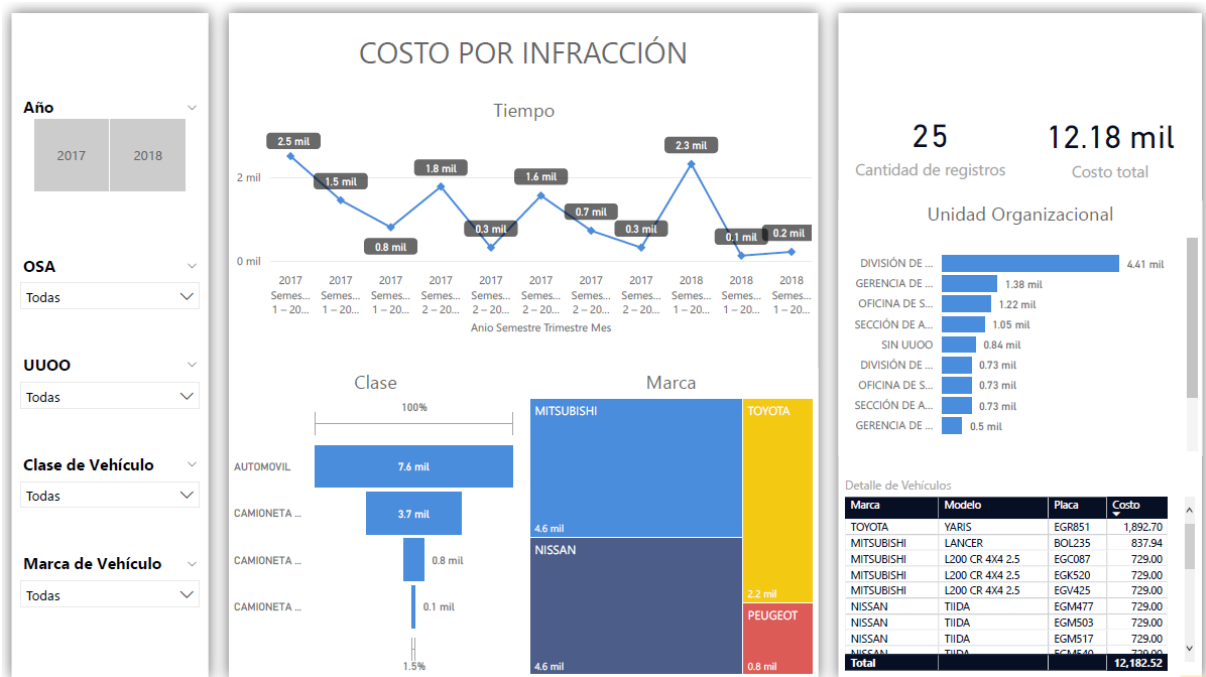 Año
2017 2018
OSA
Todas
UUOO
Todas
Clase de Vehículo
Todas
Marca de Vehículo
Todas
COSTO POR INFRACCIÓN
Tiempo
2 mil
0 mil
2.5 mil
1.5 mil
0.8 mil
1.8 mil
0.3 mil
1.6 mil
0.7 mil
0.3 mil
2.3 mil
0.1 mil
0.2 mil
2017 2017 2017 2017 2017 2017 2017 2017 2018 2018 2018
Semes... Semes... Semes... Semes... Semes... Semes... Semes... Semes... Semes... Semes... Semes...
1 – 20... 1 – 20... 1 – 20... 2 – 20... 2 – 20... 2 – 20... 2 – 20... 2 – 20... 1 – 20... 1 – 20... 1 – 20...
Anio Semestre Trimestre Mes
Clase
100%
AUTOMOVIL 7.6 mil
CAMIONETA ... 3.7 mil
CAMIONETA ... 0.8 mil
CAMIONETA ... 0.1 mil
1.5%
Marca
MITSUBISHI
4.6 mil
NISSAN
4.6 mil
TOYOTA
2.2 mil
PEUGEOT
0.8 mil
25 12.18 mil
Cantidad de registros Costo total
Unidad Organizacional
DIVISIÓN DE ... 4.41 mil
GERENCIA DE ... 1.38 mil
OFICINA DE S... 1.22 mil
SECCIÓN DE A... 1.05 mil
SIN UUOO 0.84 mil
DIVISIÓN DE ... 0.73 mil
OFICINA DE S... 0.73 mil
SECCIÓN DE A... 0.73 mil
GERENCIA DE ... 0.5 mil
Detalle de Vehículos
Marca Modelo Placa Costo
TOYOTA YARIS EGR851 1,892.70
MITSUBISHI LANCER BOL235 837.94
MITSUBISHI L200 CR 4X4 2.5 EGC087 729.00
MITSUBISHI L200 CR 4X4 2.5 EGK520 729.00
MITSUBISHI L200 CR 4X4 2.5 EGV425 729.00
NISSAN TIIDA EGM477 729.00
NISSAN TIIDA EGM503 729.00
NISSAN TIIDA EGM517 729.00
NISSAN TIIDA EGM540 729.00
Total 12,182.52